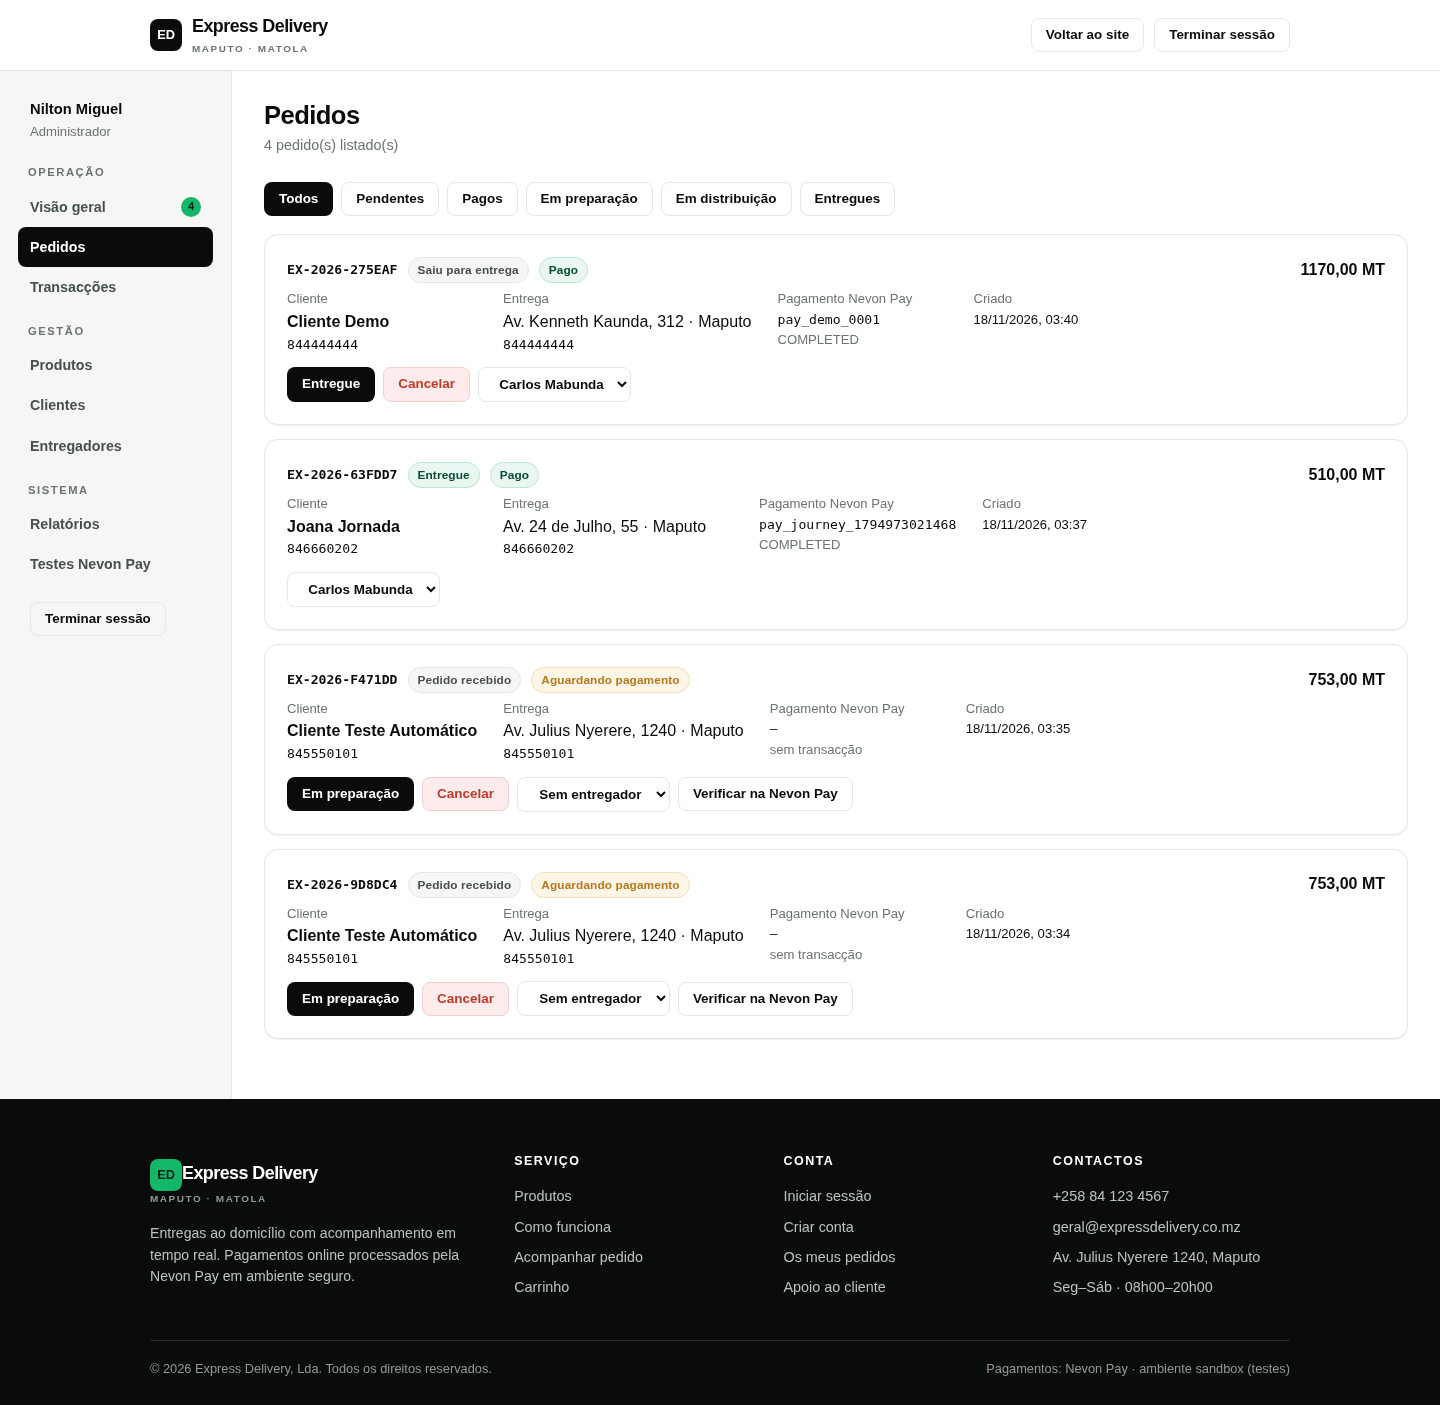 ED Express Delivery
MAPUTO · MATOLA
Voltar ao site Terminar sessão
Nilton Miguel
Administrador
OPERAÇÃO
Visão geral 4
Pedidos
Transacções
GESTÃO
Produtos
Clientes
Entregadores
SISTEMA
Relatórios
Testes Nevon Pay
Terminar sessão
Pedidos
4 pedido(s) listado(s)
Todos Pendentes Pagos Em preparação Em distribuição Entregues
EX-2026-275EAF Saiu para entrega Pago 1170,00 MT
Cliente Entrega Pagamento Nevon Pay Criado
Cliente Demo Av. Kenneth Kaunda, 312 · Maputo pay_demo_0001 18/11/2026, 03:40
844444444 844444444 COMPLETED
Entregue Cancelar Carlos Mabunda
EX-2026-63FDD7 Entregue Pago 510,00 MT
Cliente Entrega Pagamento Nevon Pay Criado
Joana Jornada Av. 24 de Julho, 55 · Maputo pay_journey_1794973021468 18/11/2026, 03:37
846660202 846660202 COMPLETED
Carlos Mabunda
EX-2026-F471DD Pedido recebido Aguardando pagamento 753,00 MT
Cliente Entrega Pagamento Nevon Pay Criado
Cliente Teste Automático Av. Julius Nyerere, 1240 · Maputo — 18/11/2026, 03:35
845550101 845550101 sem transacção
Em preparação Cancelar Sem entregador Verificar na Nevon Pay
EX-2026-9D8DC4 Pedido recebido Aguardando pagamento 753,00 MT
Cliente Entrega Pagamento Nevon Pay Criado
Cliente Teste Automático Av. Julius Nyerere, 1240 · Maputo — 18/11/2026, 03:34
845550101 845550101 sem transacção
Em preparação Cancelar Sem entregador Verificar na Nevon Pay
ED Express Delivery
MAPUTO · MATOLA
Entregas ao domicílio com acompanhamento em
tempo real. Pagamentos online processados pela
Nevon Pay em ambiente seguro.
SERVIÇO
Produtos
Como funciona
Acompanhar pedido
Carrinho
CONTA
Iniciar sessão
Criar conta
Os meus pedidos
Apoio ao cliente
CONTACTOS
+258 84 123 4567
geral@expressdelivery.co.mz
Av. Julius Nyerere 1240, Maputo
Seg–Sáb · 08h00–20h00
© 2026 Express Delivery, Lda. Todos os direitos reservados.
Pagamentos: Nevon Pay · ambiente sandbox (testes)